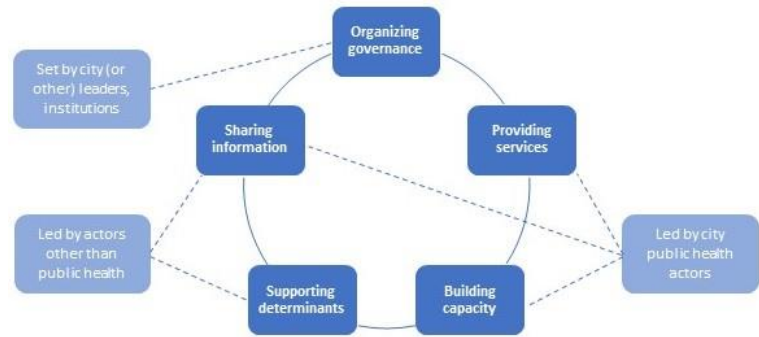 Organizing
governance
Set by city (or
other) leaders,
institutions
Sharing
information
Providing
services
Led by actors
other than
public health
Led by city
public health
actors
Supporting
determinants
Building
capacity